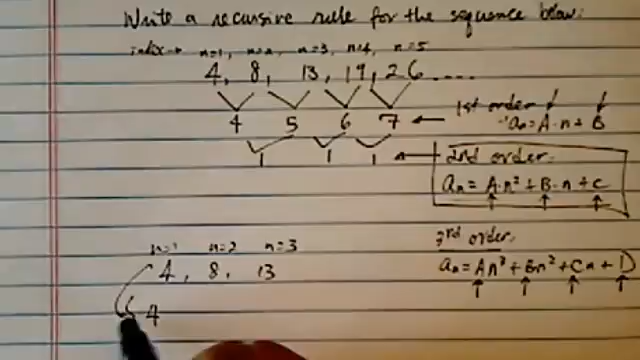 Write a recursive rule for the sequence below:
index→ n=1, n=2, n=3, n=4, n=5
4, 8, 13, 19, 26 ....
4 5 6 7 ← 1st order
aₙ = A·n + B
1 1 1 ← 2nd order:
aₙ = A·n² + B·n + C
3rd order:
n=1 n=2 n=3
4, 8, 13
aₙ = An³ + Bn² + Cn + D
4